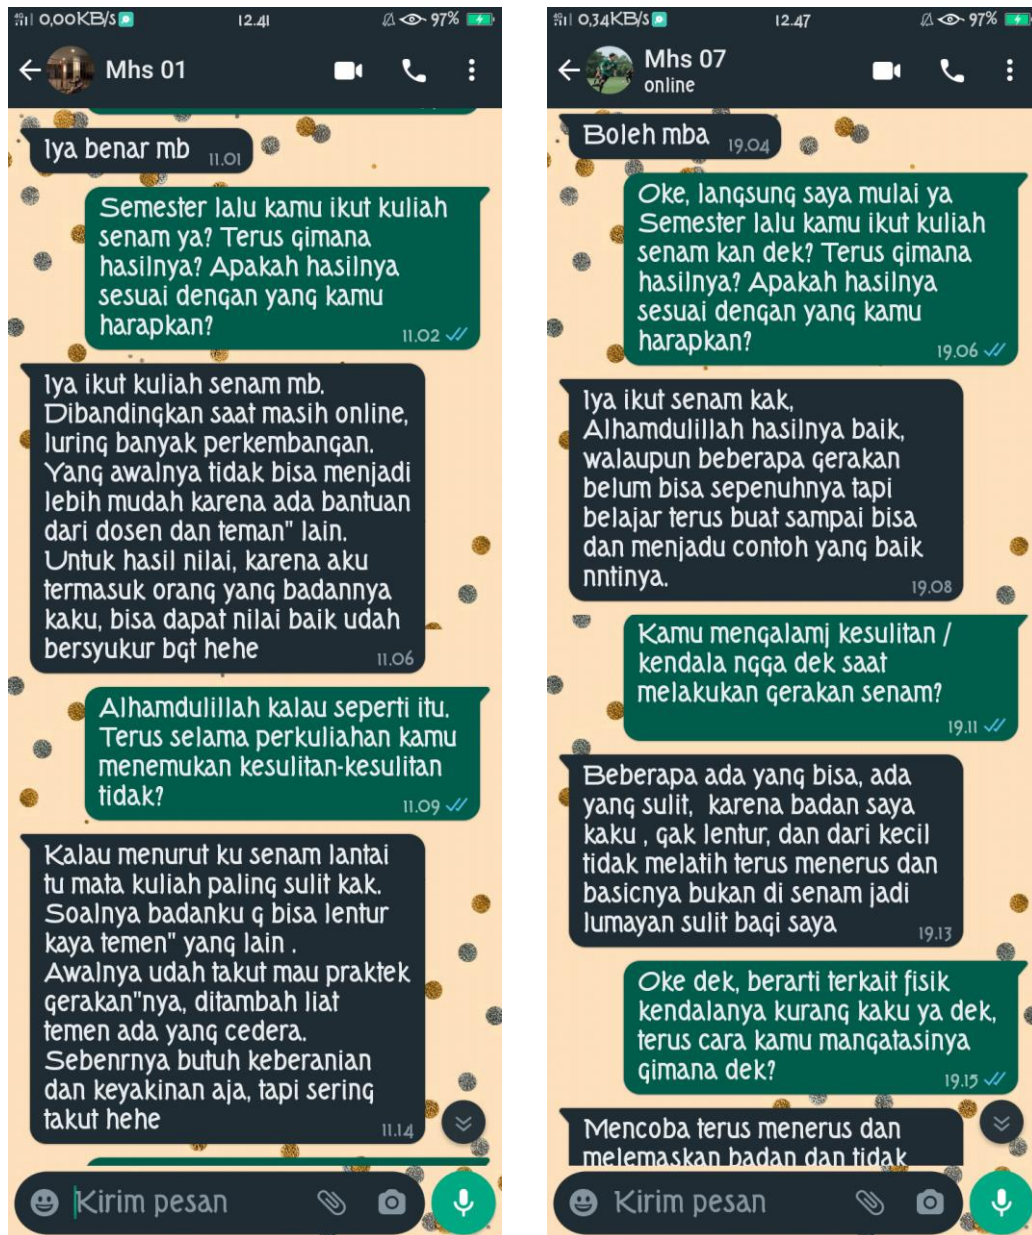 0,00KB/s
12.41
97%
Mhs 01
Iya benar mb
11.01
Semester lalu kamu ikut kuliah
senam ya? Terus gimana
hasilnya? Apakah hasilnya
sesuai dengan yang kamu
harapkan?
11.02
Iya ikut kuliah senam mb.
Dibandingkan saat masih online,
luring banyak perkembangan.
Yang awalnya tidak bisa menjadi
lebih mudah karena ada bantuan
dari dosen dan teman" lain.
Untuk hasil nilai, karena aku
termasuk orang yang badannya
kaku, bisa dapat nilai baik udah
bersyukur bgt hehe
11.06
Alhamdulillah kalau seperti itu.
Terus selama perkuliahan kamu
menemukan kesulitan-kesulitan
tidak?
11.09
Kalau menurut ku senam lantai
tu mata kuliah paling sulit kak.
Soalnya badanku g bisa lentur
kaya temen" yang lain .
Awalnya udah takut mau praktek
gerakan"nya, ditambah liat
temen ada yang cedera.
Sebenrnya butuh keberanian
dan keyakinan aja, tapi sering
takut hehe
11.14
Kirim pesan
0,34KB/s
12.47
97%
Mhs 07
online
Boleh mba
19.04
Oke, langsung saya mulai ya
Semester lalu kamu ikut kuliah
senam kan dek? Terus gimana
hasilnya? Apakah hasilnya
sesuai dengan yang kamu
harapkan?
19.06
Iya ikut senam kak,
Alhamdulillah hasilnya baik,
walaupun beberapa gerakan
belum bisa sepenuhnya tapi
belajar terus buat sampai bisa
dan menjadu contoh yang baik
nntinya.
19.08
Kamu mengalamj kesulitan /
kendala ngga dek saat
melakukan gerakan senam?
19.11
Beberapa ada yang bisa, ada
yang sulit,  karena badan saya
kaku , gak lentur, dan dari kecil
tidak melatih terus menerus dan
basicnya bukan di senam jadi
lumayan sulit bagi saya
19.13
Oke dek, berarti terkait fisik
kendalanya kurang kaku ya dek,
terus cara kamu mangatasinya
gimana dek?
19.15
Mencoba terus menerus dan
melemaskan badan dan tidak
Kirim pesan